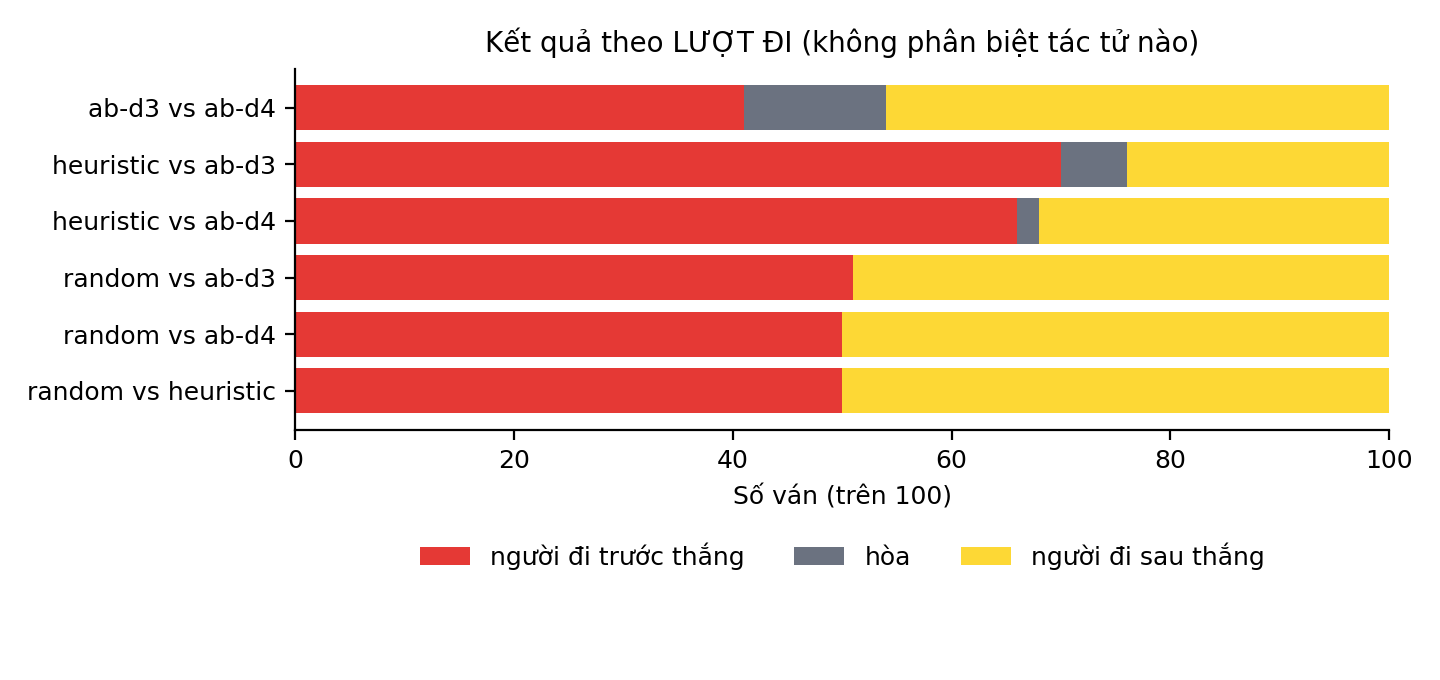 Kết quả theo LƯỢT ĐI (không phân biệt tác tử nào)
ab-d3 vs ab-d4
heuristic vs ab-d3
heuristic vs ab-d4
random vs ab-d3
random vs ab-d4
random vs heuristic
0 20 40 60 80 100
Số ván (trên 100)
người đi trước thắng hòa người đi sau thắng